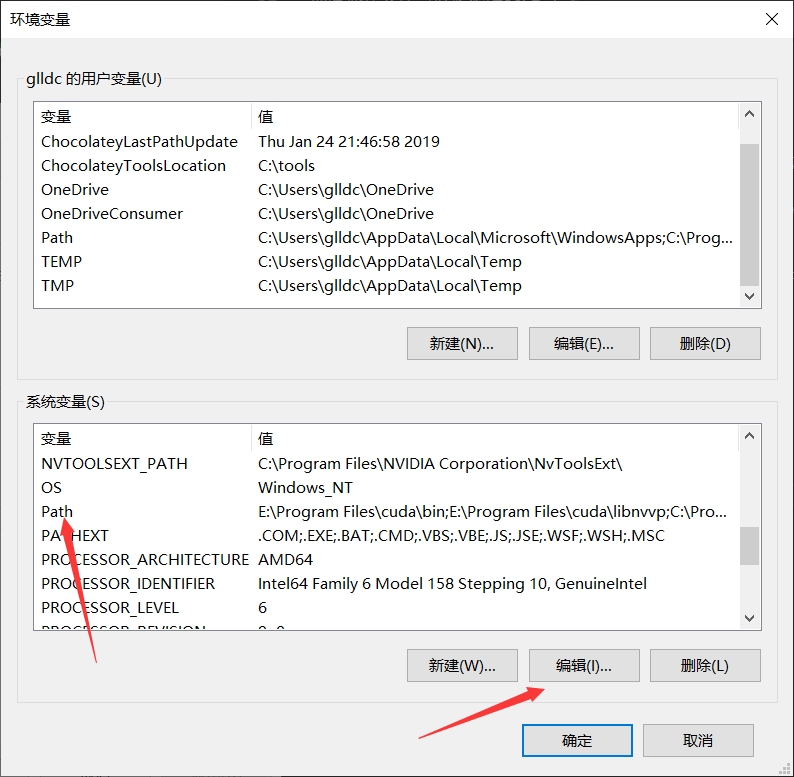 环境变量
glldc 的用户变量(U)
变量 值
ChocolateyLastPathUpdate Thu Jan 24 21:46:58 2019
ChocolateyToolsLocation C:\tools
OneDrive C:\Users\glldc\OneDrive
OneDriveConsumer C:\Users\glldc\OneDrive
Path C:\Users\glldc\AppData\Local\Microsoft\WindowsApps;C:\Prog...
TEMP C:\Users\glldc\AppData\Local\Temp
TMP C:\Users\glldc\AppData\Local\Temp
新建(N)... 编辑(E)... 删除(D)
系统变量(S)
变量 值
NVTOOLSEXT_PATH C:\Program Files\NVIDIA Corporation\NvToolsExt\
OS Windows_NT
Path E:\Program Files\cuda\bin;E:\Program Files\cuda\libnvvp;C:\Pro...
PATHEXT .COM;.EXE;.BAT;.CMD;.VBS;.VBE;.JS;.JSE;.WSF;.WSH;.MSC
PROCESSOR_ARCHITECTURE AMD64
PROCESSOR_IDENTIFIER Intel64 Family 6 Model 158 Stepping 10, GenuineIntel
PROCESSOR_LEVEL 6
PROCESSOR_REVISION
新建(W)... 编辑(I)... 删除(L)
确定 取消